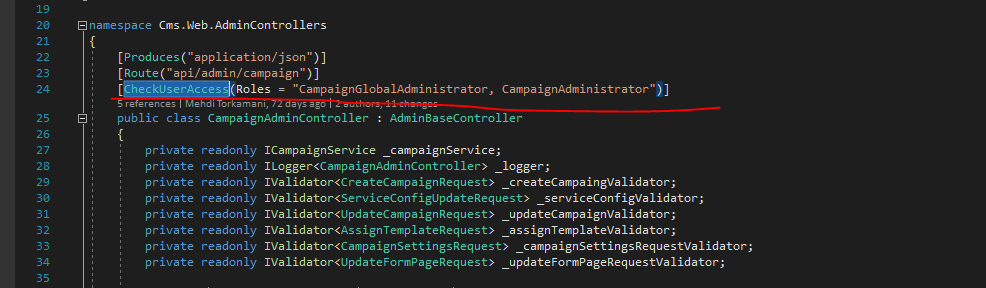 19
20 namespace Cms.Web.AdminControllers
21 {
22 [Produces("application/json")]
23 [Route("api/admin/campaign")]
24 [CheckUserAccess(Roles = "CampaignGlobalAdministrator, CampaignAdministrator")]
5 references | Mehdi Torkamani, 72 days ago | 2 authors, 11 changes
25 public class CampaignAdminController : AdminBaseController
26 {
27 private readonly ICampaignService _campaignService;
28 private readonly ILogger<CampaignAdminController> _logger;
29 private readonly IValidator<CreateCampaignRequest> _createCampaingValidator;
30 private readonly IValidator<ServiceConfigUpdateRequest> _serviceConfigValidator;
31 private readonly IValidator<UpdateCampaignRequest> _updateCampaignValidator;
32 private readonly IValidator<AssignTemplateRequest> _assignTemplateValidator;
33 private readonly IValidator<CampaignSettingsRequest> _campaignSettingsRequestValidator;
34 private readonly IValidator<UpdateFormPageRequest> _updateFormPageRequestValidator;
35